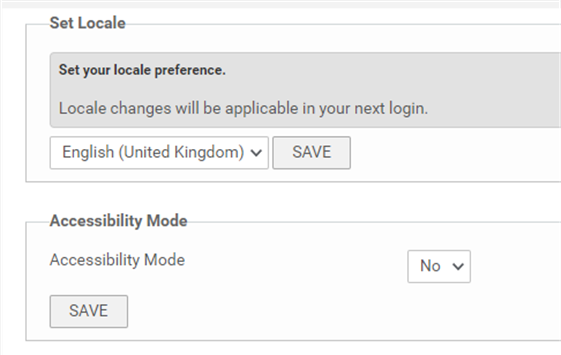 Set Locale
Set your locale preference.
Locale changes will be applicable in your next login.
English (United Kingdom) SAVE
Accessibility Mode
Accessibility Mode No
SAVE